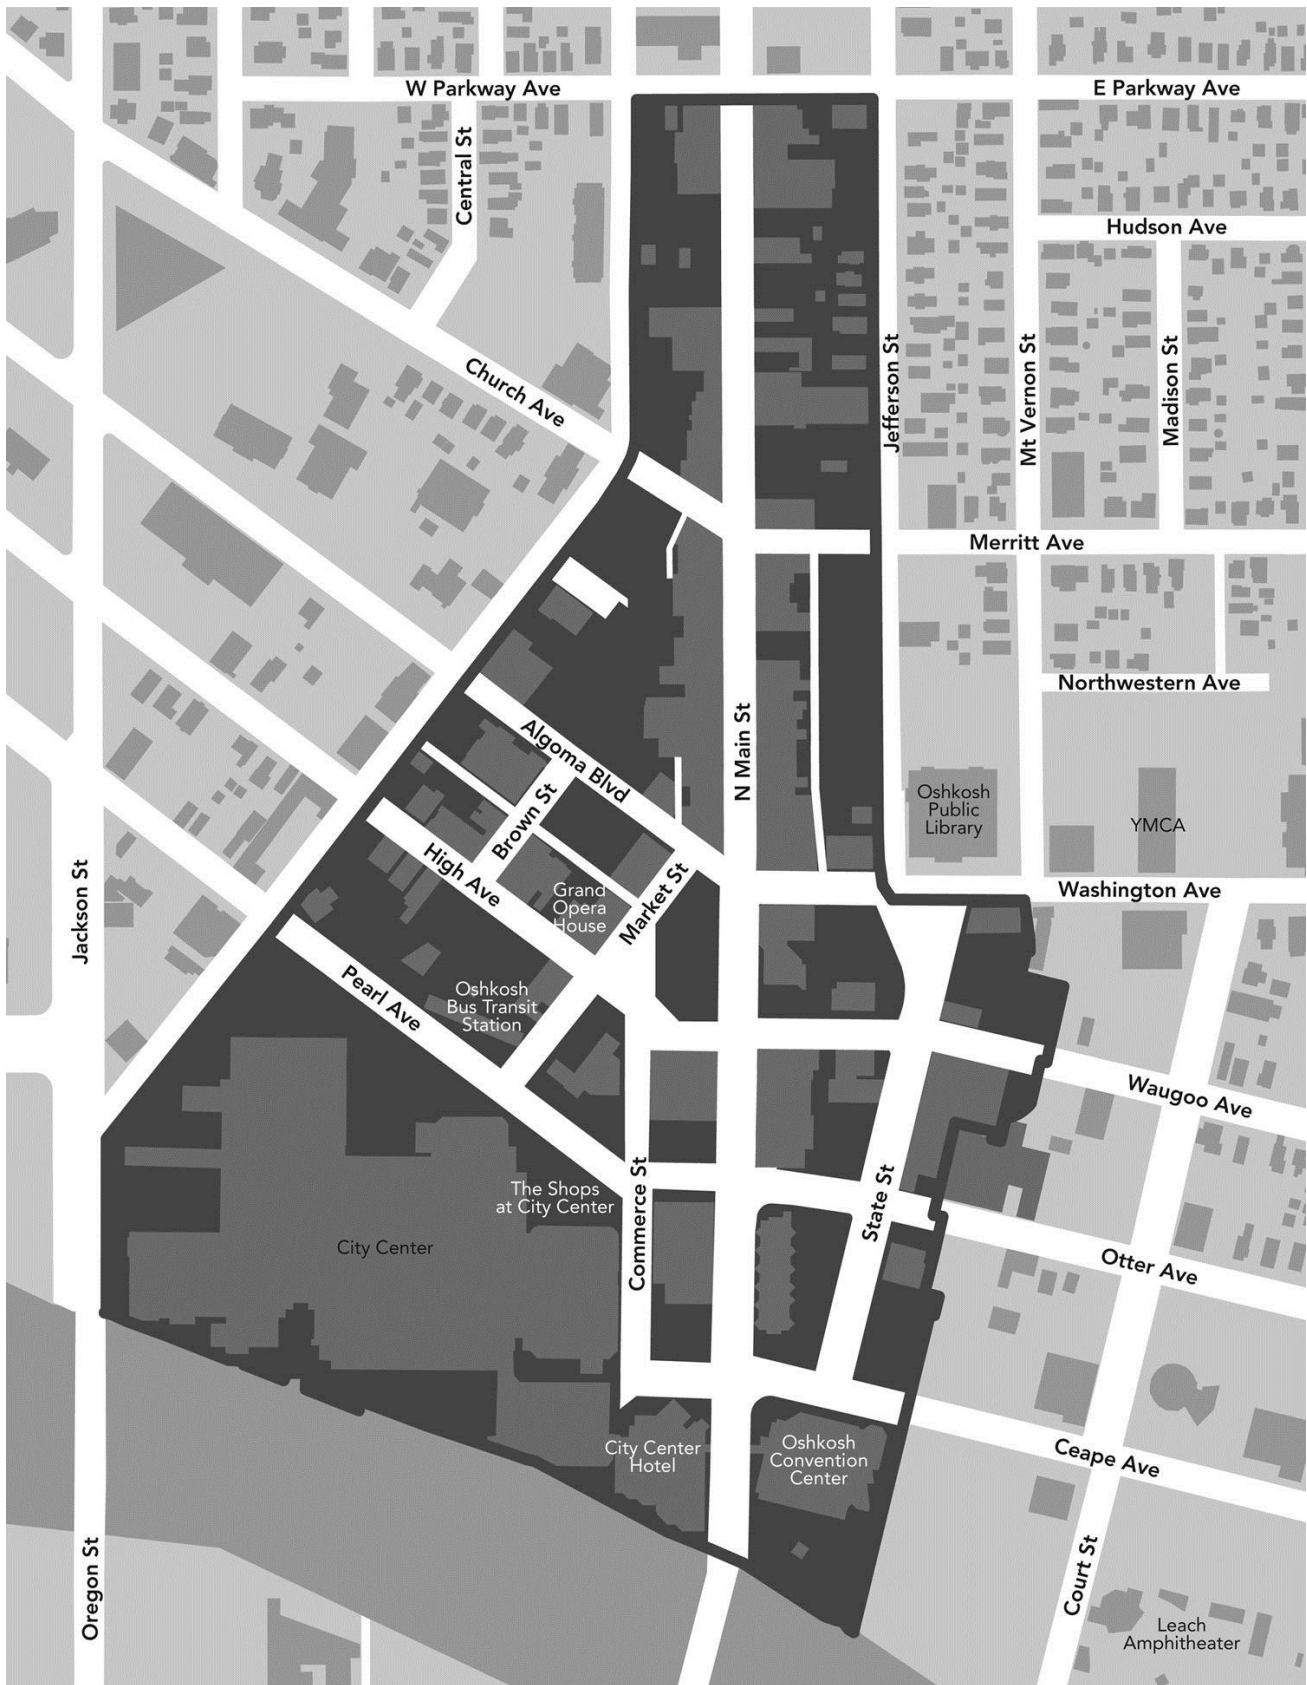 W Parkway Ave
E Parkway Ave
Central St
Hudson Ave
Church Ave
Jefferson St
Mt Vernon St
Madison St
Merritt Ave
Northwestern Ave
N Main St
Algoma Blvd
Brown St
High Ave
Market St
Grand
Opera
House
Oshkosh
Public
Library
YMCA
Washington Ave
Jackson St
Pearl Ave
Oshkosh
Bus Transit
Station
Waugoo Ave
Commerce St
The Shops
at City Center
State St
City Center
Otter Ave
City Center
Hotel
Oshkosh
Convention
Center
Ceape Ave
Oregon St
Court St
Leach
Amphitheater